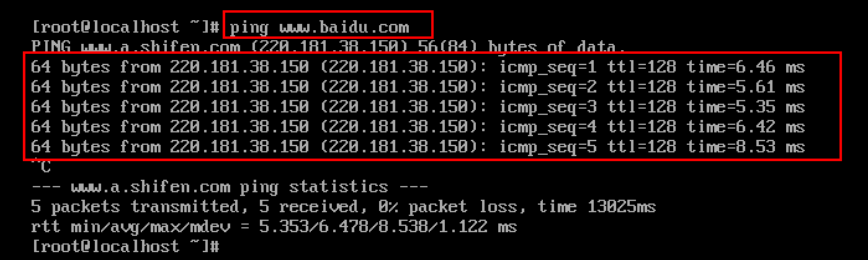 [root@localhost ~]# ping www.baidu.com
PING www.a.shifen.com (220.181.38.150) 56(84) bytes of data.
64 bytes from 220.181.38.150 (220.181.38.150): icmp_seq=1 ttl=128 time=6.46 ms
64 bytes from 220.181.38.150 (220.181.38.150): icmp_seq=2 ttl=128 time=5.61 ms
64 bytes from 220.181.38.150 (220.181.38.150): icmp_seq=3 ttl=128 time=5.35 ms
64 bytes from 220.181.38.150 (220.181.38.150): icmp_seq=4 ttl=128 time=6.42 ms
64 bytes from 220.181.38.150 (220.181.38.150): icmp_seq=5 ttl=128 time=8.53 ms
^C
--- www.a.shifen.com ping statistics ---
5 packets transmitted, 5 received, 0% packet loss, time 13025ms
rtt min/avg/max/mdev = 5.353/6.478/8.538/1.122 ms
[root@localhost ~]#